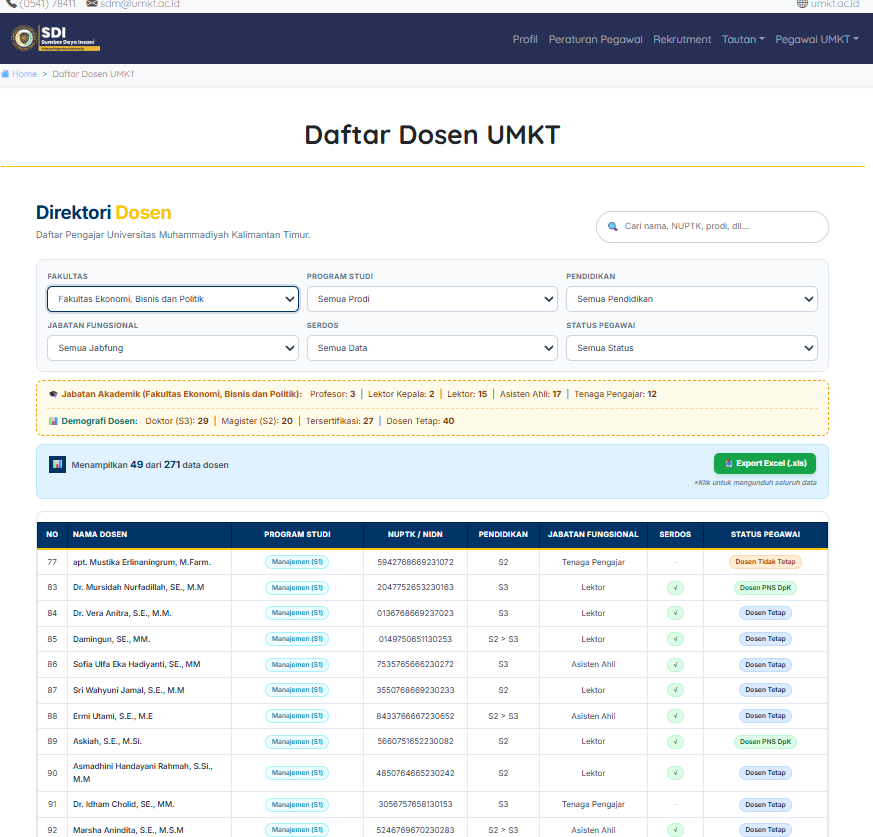 (0541) 78411 sdm@umkt.ac.id umkt.ac.id
SDI
Sumber Daya Insani
Profil Peraturan Pegawai Rekrutment Tautan Pegawai UMKT
Home > Daftar Dosen UMKT
Daftar Dosen UMKT
Direktori Dosen
Daftar Pengajar Universitas Muhammadiyah Kalimantan Timur.
Cari nama, NUPTK, prodi, dll...
FAKULTAS PROGRAM STUDI PENDIDIKAN
Fakultas Ekonomi, Bisnis dan Politik Semua Prodi Semua Pendidikan
JABATAN FUNGSIONAL SERDOS STATUS PEGAWAI
Semua Jabfung Semua Data Semua Status
Jabatan Akademik (Fakultas Ekonomi, Bisnis dan Politik): Profesor: 3 | Lektor Kepala: 2 | Lektor: 15 | Asisten Ahli: 17 | Tenaga Pengajar: 12
Demografi Dosen: Doktor (S3): 29 | Magister (S2): 20 | Tersertifikasi: 27 | Dosen Tetap: 40
Menampilkan 49 dari 271 data dosen
Export Excel (.xls)
*Klik untuk mengunduh seluruh data
NO NAMA DOSEN PROGRAM STUDI NUPTK / NIDN PENDIDIKAN JABATAN FUNGSIONAL SERDOS STATUS PEGAWAI
77 apt. Mustika Erlinaningrum, M.Farm. Manajemen (S1) 5942768669231072 S2 Tenaga Pengajar - Dosen Tidak Tetap
83 Dr. Mursidah Nurfadillah, SE., M.M Manajemen (S1) 2047752653230163 S3 Lektor √ Dosen PNS DpK
84 Dr. Vera Anitra, S.E., M.M. Manajemen (S1) 0136768669237023 S3 Lektor √ Dosen Tetap
85 Damingun, SE., MM. Manajemen (S1) 0149750651130253 S2 > S3 Lektor √ Dosen Tetap
86 Sofia Ulfa Eka Hadiyanti, SE., MM Manajemen (S1) 7535765666230272 S3 Asisten Ahli √ Dosen Tetap
87 Sri Wahyuni Jamal, S.E., M.M Manajemen (S1) 3550768669230233 S2 Lektor √ Dosen Tetap
88 Ermi Utami, S.E., M.E Manajemen (S1) 8433766667230652 S2 > S3 Asisten Ahli √ Dosen Tetap
89 Askiah, S.E., M.Si. Manajemen (S1) 5660751652230082 S2 Lektor √ Dosen PNS DpK
90 Asmadhini Handayani Rahmah, S.Si., M.M Manajemen (S1) 4850764665230242 S2 Lektor √ Dosen Tetap
91 Dr. Idham Cholid, SE., MM. Manajemen (S1) 3056757658130153 S3 Tenaga Pengajar - Dosen Tetap
92 Marsha Anindita, S.E., M.S.M Manajemen (S1) 5246769670230283 S2 > S3 Asisten Ahli √ Dosen Tetap